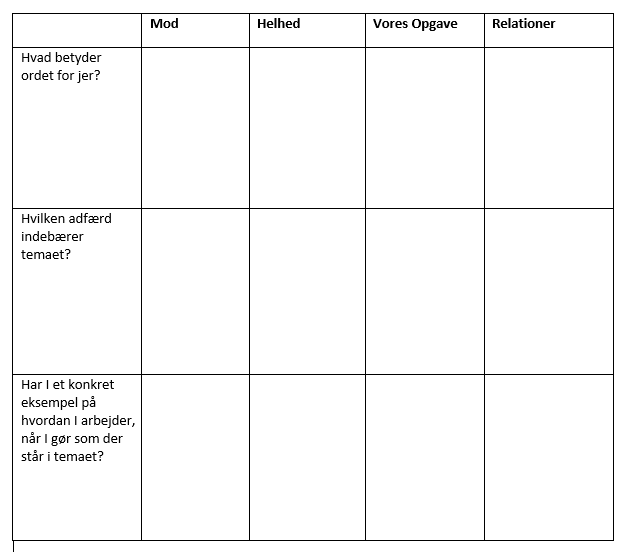 Mod Helhed Vores Opgave Relationer
Hvad betyder
ordet for jer?
Hvilken adfærd
indebærer
temaet?
Har I et konkret
eksempel på
hvordan I arbejder,
når I gør som der
står i temaet?